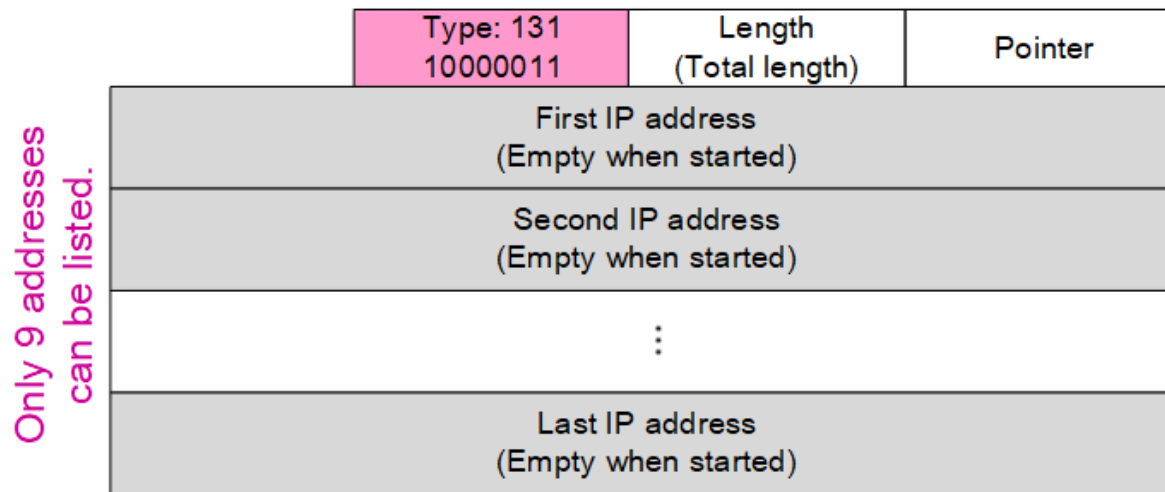 Type: 131
10000011
Length
(Total length)
Pointer
Only 9 addresses
can be listed.
First IP address
(Empty when started)
Second IP address
(Empty when started)
⋮
Last IP address
(Empty when started)